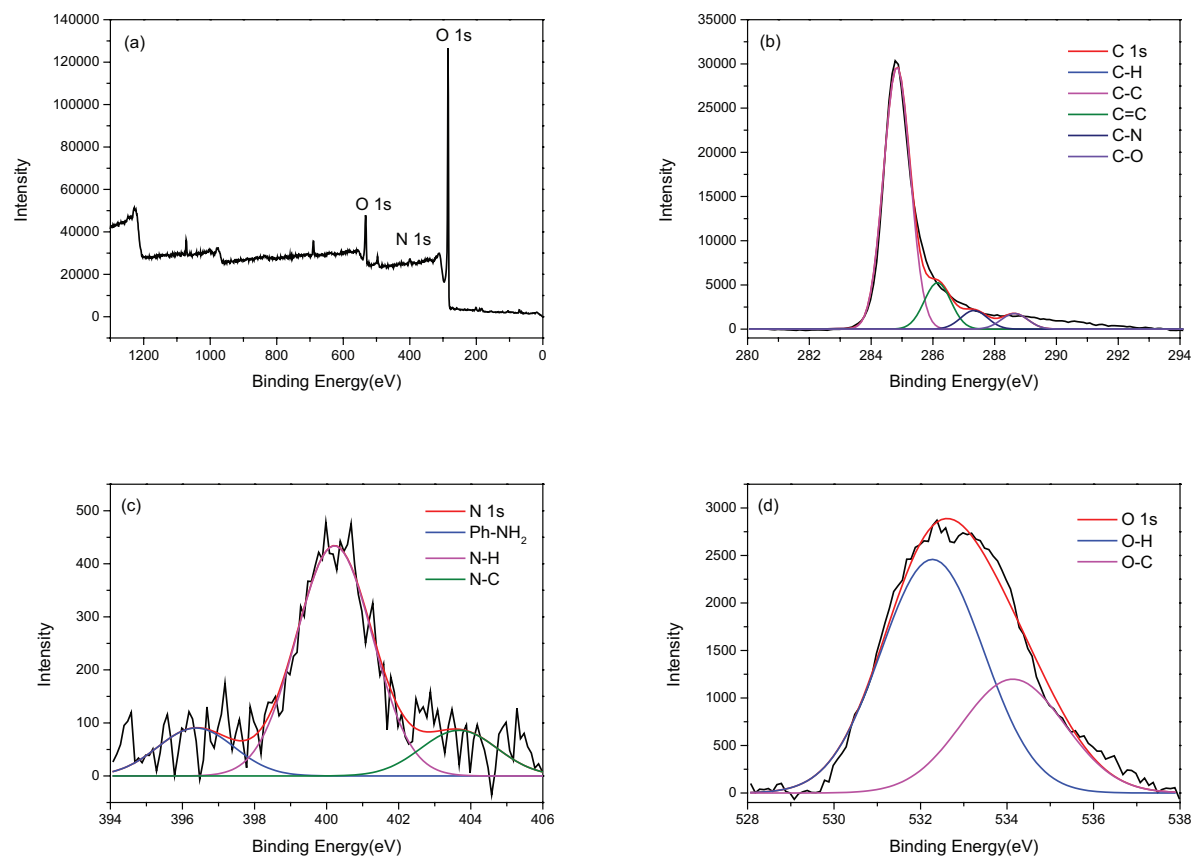 (a)
O 1s
O 1s
N 1s
140000
120000
100000
80000
60000
40000
20000
0
Intensity
1200 1000 800 600 400 200 0
Binding Energy(eV)
(b)
C 1s
C-H
C-C
C=C
C-N
C-O
35000
30000
25000
20000
15000
10000
5000
0
Intensity
280 282 284 286 288 290 292 294
Binding Energy(eV)
(c)
N 1s
Ph-NH2
N-H
N-C
500
400
300
200
100
0
Intensity
394 396 398 400 402 404 406
Binding Energy(eV)
(d)
O 1s
O-H
O-C
3000
2500
2000
1500
1000
500
0
Intensity
528 530 532 534 536 538
Binding Energy(eV)